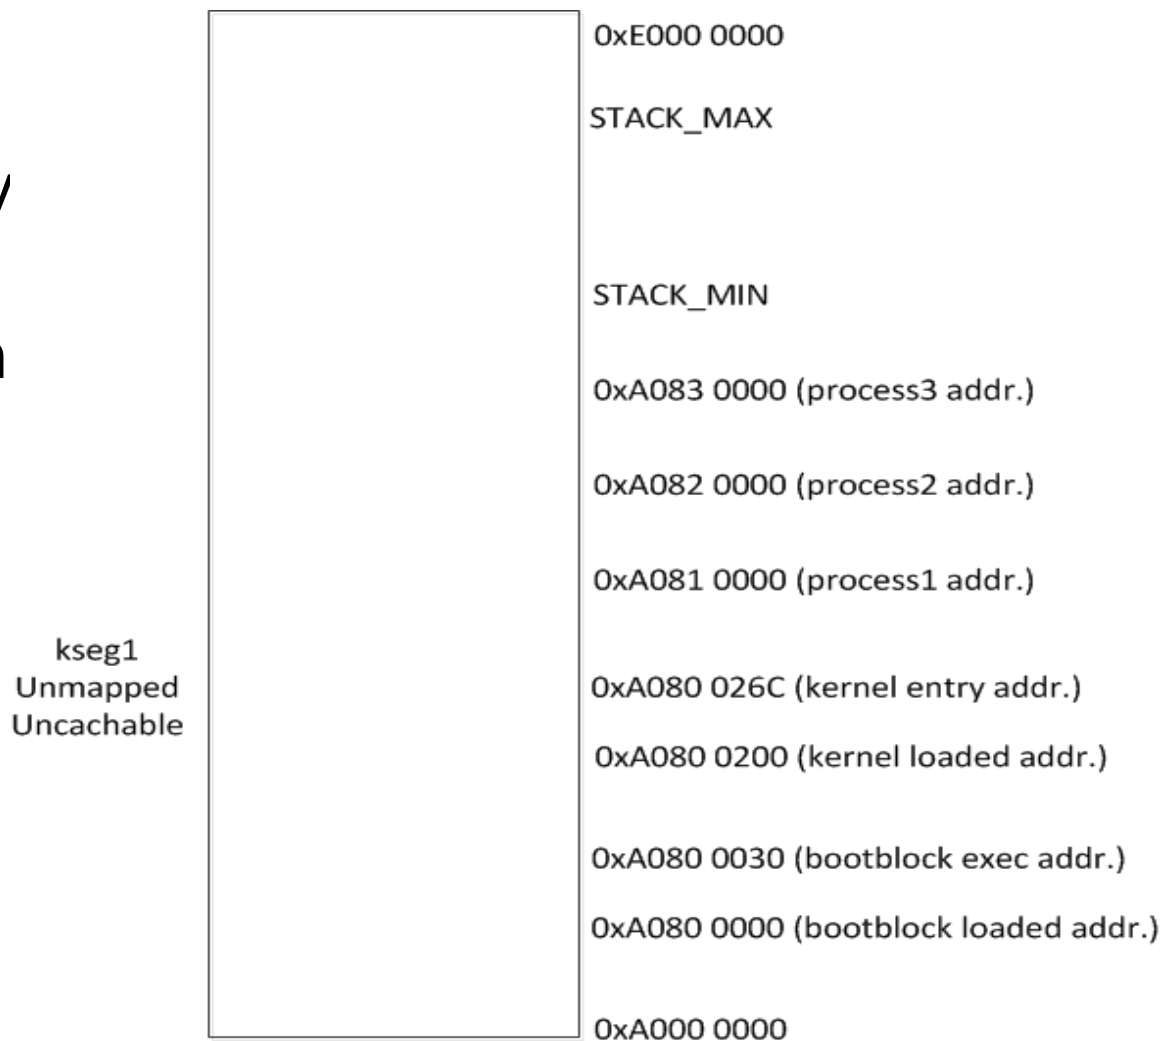 0xE000 0000
STACK_MAX
y
STACK_MIN
n
0xA083 0000 (process3 addr.)
0xA082 0000 (process2 addr.)
0xA081 0000 (process1 addr.)
kseg1
Unmapped
Uncachable
0xA080 026C (kernel entry addr.)
0xA080 0200 (kernel loaded addr.)
0xA080 0030 (bootblock exec addr.)
0xA080 0000 (bootblock loaded addr.)
0xA000 0000